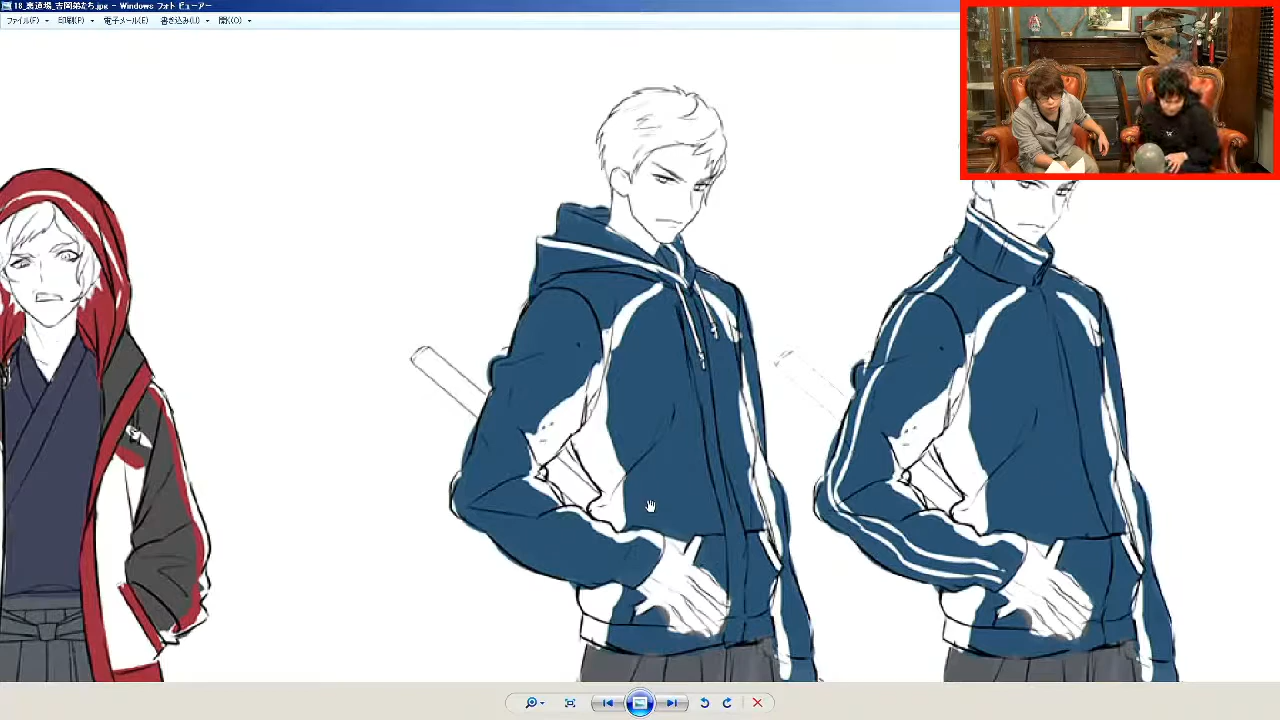 18_裏道場_吉岡弟たち.jpg - Windows フォト ビューアー
ファイル(F) 印刷(P) 電子メール(E) 書き込み(U) 開く(O)